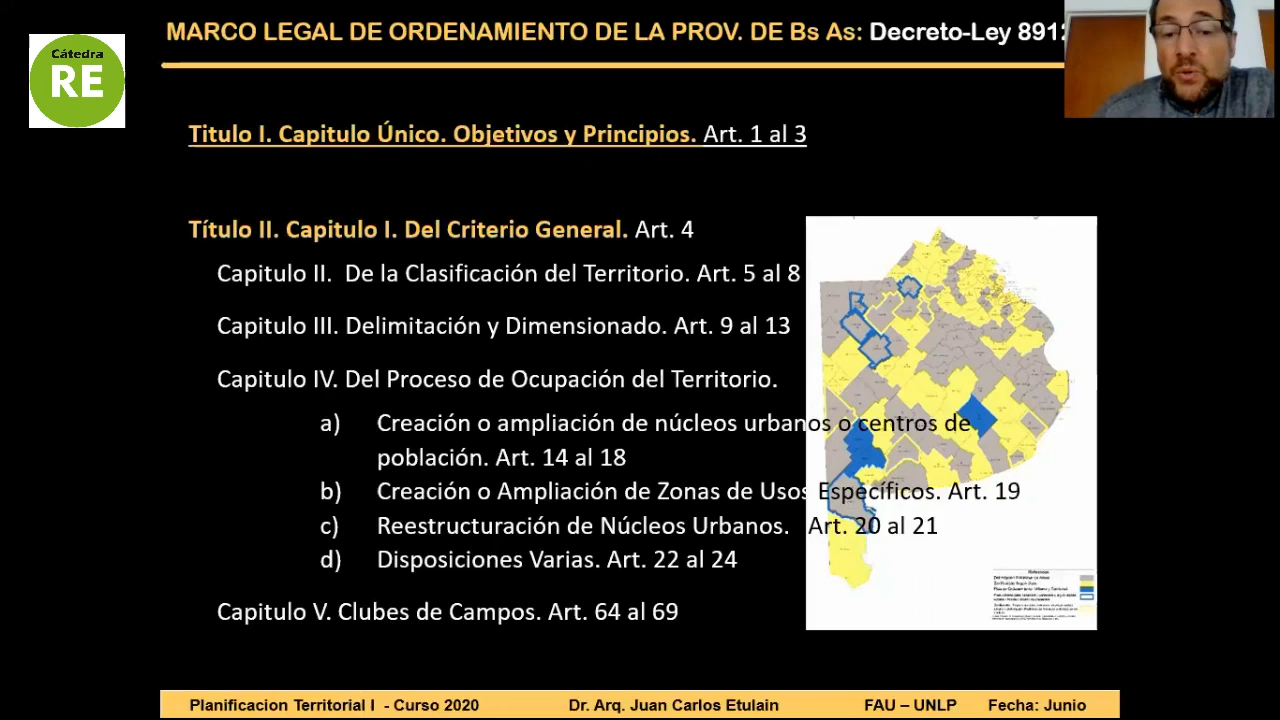 MARCO LEGAL DE ORDENAMIENTO DE LA PROV. DE Bs As: Decreto-Ley 8912
Cátedra
RE
Titulo I. Capitulo Único. Objetivos y Principios. Art. 1 al 3
Título II. Capitulo I. Del Criterio General. Art. 4
Capitulo II. De la Clasificación del Territorio. Art. 5 al 8
Capitulo III. Delimitación y Dimensionado. Art. 9 al 13
Capitulo IV. Del Proceso de Ocupación del Territorio.
a) Creación o ampliación de núcleos urbanos o centros de
población. Art. 14 al 18
b) Creación o Ampliación de Zonas de Usos Específicos. Art. 19
c) Reestructuración de Núcleos Urbanos. Art. 20 al 21
d) Disposiciones Varias. Art. 22 al 24
Capitulo V. Clubes de Campos. Art. 64 al 69
Referencias
Planificacion Territorial I - Curso 2020 Dr. Arq. Juan Carlos Etulain FAU – UNLP Fecha: Junio